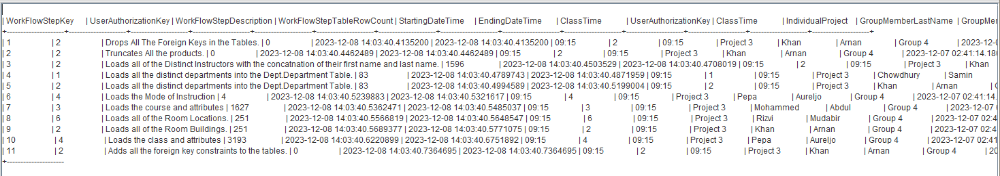 | WorkFlowStepKey | UserAuthorizationKey | WorkFlowStepDescription | WorkFlowStepTableRowCount | StartingDateTime | EndingDateTime | ClassTime | UserAuthorizationKey | ClassTime | IndividualProject | GroupMemberLastName | GroupMem
| 1 | 2 | Drops All The Foreign Keys in the Tables. | 0 | 2023-12-08 14:03:40.4135200 | 2023-12-08 14:03:40.4135200 | 09:15 | 2 | 09:15 | Project 3 | Khan | Arnan | Group 4 | 2023-12-0
| 2 | 2 | Truncates All the products. | 0 | 2023-12-08 14:03:40.4462489 | 2023-12-08 14:03:40.4462489 | 09:15 | 2 | 09:15 | Project 3 | Khan | Arnan | Group 4 | 2023-12-07 02:41:14.180
| 3 | 2 | Loads all of the Distinct Instructors with the concatnation of their first name and last name. | 1596 | 2023-12-08 14:03:40.4503529 | 2023-12-08 14:03:40.4708019 | 09:15 | 2 | 09:15 | Project 3 | Khan
| 4 | 1 | Loads all the distinct departments into the Dept.Department Table. | 83 | 2023-12-08 14:03:40.4789743 | 2023-12-08 14:03:40.4871959 | 09:15 | 1 | 09:15 | Project 3 | Chowdhury | Samin
| 5 | 2 | Loads all the distinct departments into the Dept.Department Table. | 83 | 2023-12-08 14:03:40.4994589 | 2023-12-08 14:03:40.5199004 | 09:15 | 2 | 09:15 | Project 3 | Khan | Arnan |
| 6 | 4 | Loads the Mode of Instruction | 4 | 2023-12-08 14:03:40.5239883 | 2023-12-08 14:03:40.5321617 | 09:15 | 4 | 09:15 | Project 3 | Pepa | Aureljo | Group 4 | 2023-12-07 02:41:14.
| 7 | 3 | Loads the course and attributes | 1627 | 2023-12-08 14:03:40.5362471 | 2023-12-08 14:03:40.5485037 | 09:15 | 3 | 09:15 | Project 3 | Mohammed | Abdul | Group 4 | 2023-12-07 0
| 8 | 6 | Loads all of the Room Locations. | 251 | 2023-12-08 14:03:40.5566819 | 2023-12-08 14:03:40.5648547 | 09:15 | 6 | 09:15 | Project 3 | Rizvi | Mudabir | Group 4 | 2023-12-07 02:4
| 9 | 2 | Loads all of the Room Buildings. | 251 | 2023-12-08 14:03:40.5689377 | 2023-12-08 14:03:40.5771075 | 09:15 | 2 | 09:15 | Project 3 | Khan | Arnan | Group 4 | 2023-12-07 02:4
| 10 | 4 | Loads the class and attributes | 3193 | 2023-12-08 14:03:40.6220899 | 2023-12-08 14:03:40.6751892 | 09:15 | 4 | 09:15 | Project 3 | Pepa | Aureljo | Group 4 | 2023-12-07 02:41
| 11 | 2 | Adds all the foreign key constraints to the tables. | 0 | 2023-12-08 14:03:40.7364695 | 2023-12-08 14:03:40.7364695 | 09:15 | 2 | 09:15 | Project 3 | Khan | Arnan | Group 4 | 20